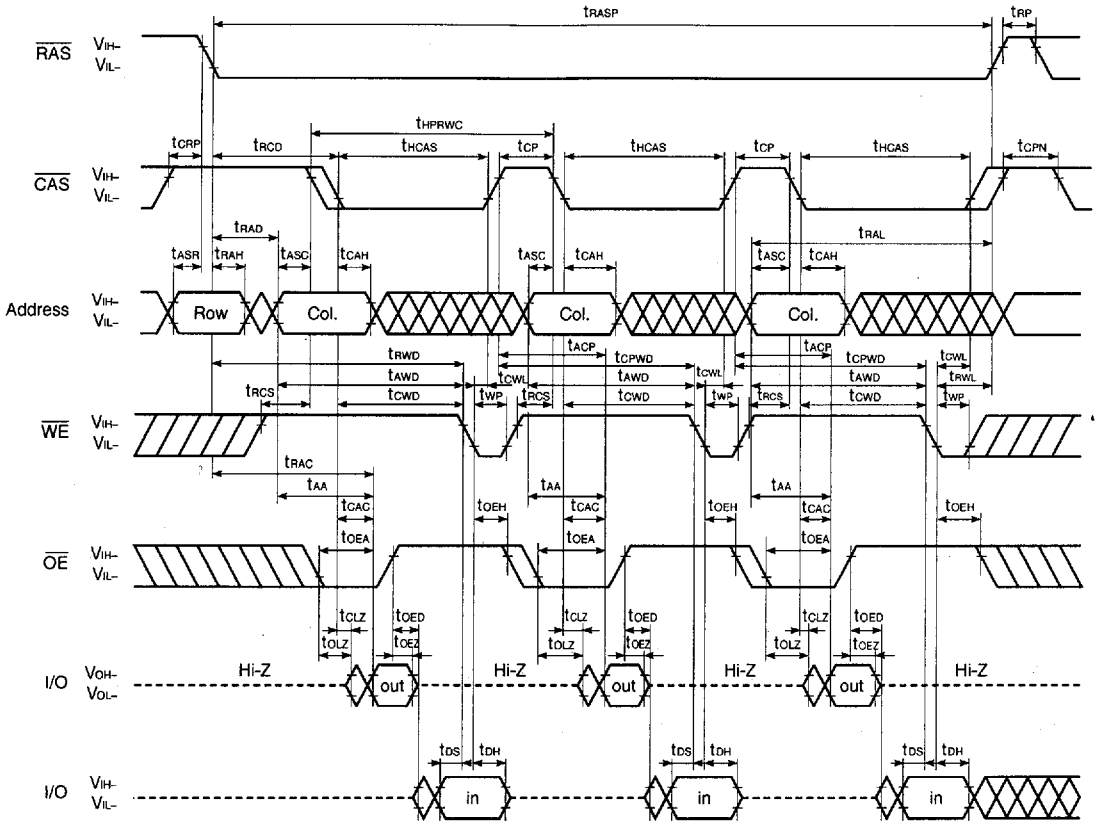 tRASP tRP
RAS VIH– VIL–
tHPRWC
tCRP tRCD tHCAS tCP tHCAS tCP tHCAS tCPN
CAS VIH– VIL–
tRAD tRAL
tASR tRAH tASC tCAH tASC tCAH tASC tCAH
Address VIH– VIL– Row Col. Col. Col.
tRWD tACP tCPWD tACP tCPWD tCWL
tAWD tCWL tAWD tCWL tAWD tRWL
tRCS tCWD tWP tRCS tCWD tWP tRCS tCWD tWP
WE VIH– VIL–
tRAC
tAA tAA tAA
tCAC tOEH tCAC tOEH tCAC tOEH
tOEA tOEA tOEA
OE VIH– VIL–
tCLZ tOED tCLZ tOED tCLZ tOED
tOLZ tOEZ tOLZ tOEZ tOLZ tOEZ
I/O VOH– VOL– Hi-Z out Hi-Z out Hi-Z out Hi-Z
tDS tDH tDS tDH tDS tDH
I/O VIH– VIL– in in in